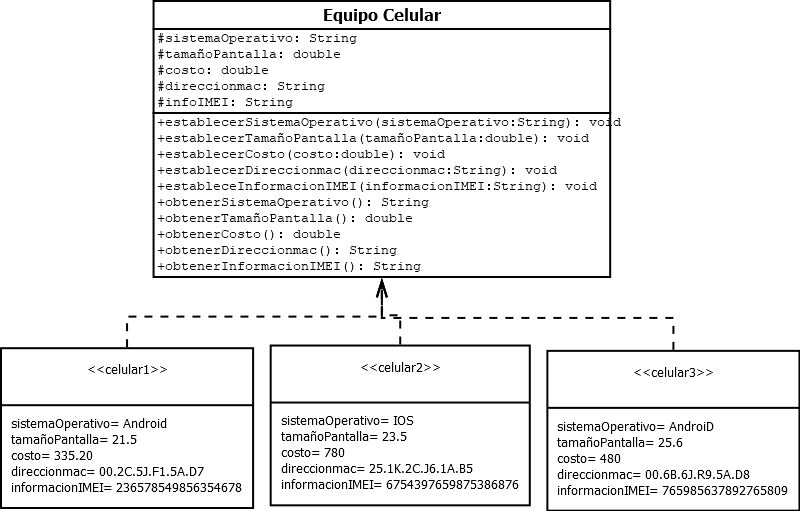 Equipo Celular
#sistemaOperativo: String
#tamañoPantalla: double
#costo: double
#direccionmac: String
#infoIMEI: String
+establecerSistemaOperativo(sistemaOperativo:String): void
+establecerTamañoPantalla(tamañoPantalla:double): void
+establecerCosto(costo:double): void
+establecerDireccionmac(direccionmac:String): void
+estableceInformacionIMEI(informacionIMEI:String): void
+obtenerSistemaOperativo(): String
+obtenerTamañoPantalla(): double
+obtenerCosto(): double
+obtenerDireccionmac(): String
+obtenerInformacionIMEI(): String
<<celular1>>
sistemaOperativo= Android
tamañoPantalla= 21.5
costo= 335.20
direccionmac= 00.2C.5J.F1.5A.D7
informacionIMEI= 236578549856354678
<<celular2>>
sistemaOperativo= IOS
tamañoPantalla= 23.5
costo= 780
direccionmac= 25.1K.2C.J6.1A.B5
informacionIMEI= 6754397659875386876
<<celular3>>
sistemaOperativo= AndroiD
tamañoPantalla= 25.6
costo= 480
direccionmac= 00.6B.6J.R9.5A.D8
informacionIMEI= 765985637892765809